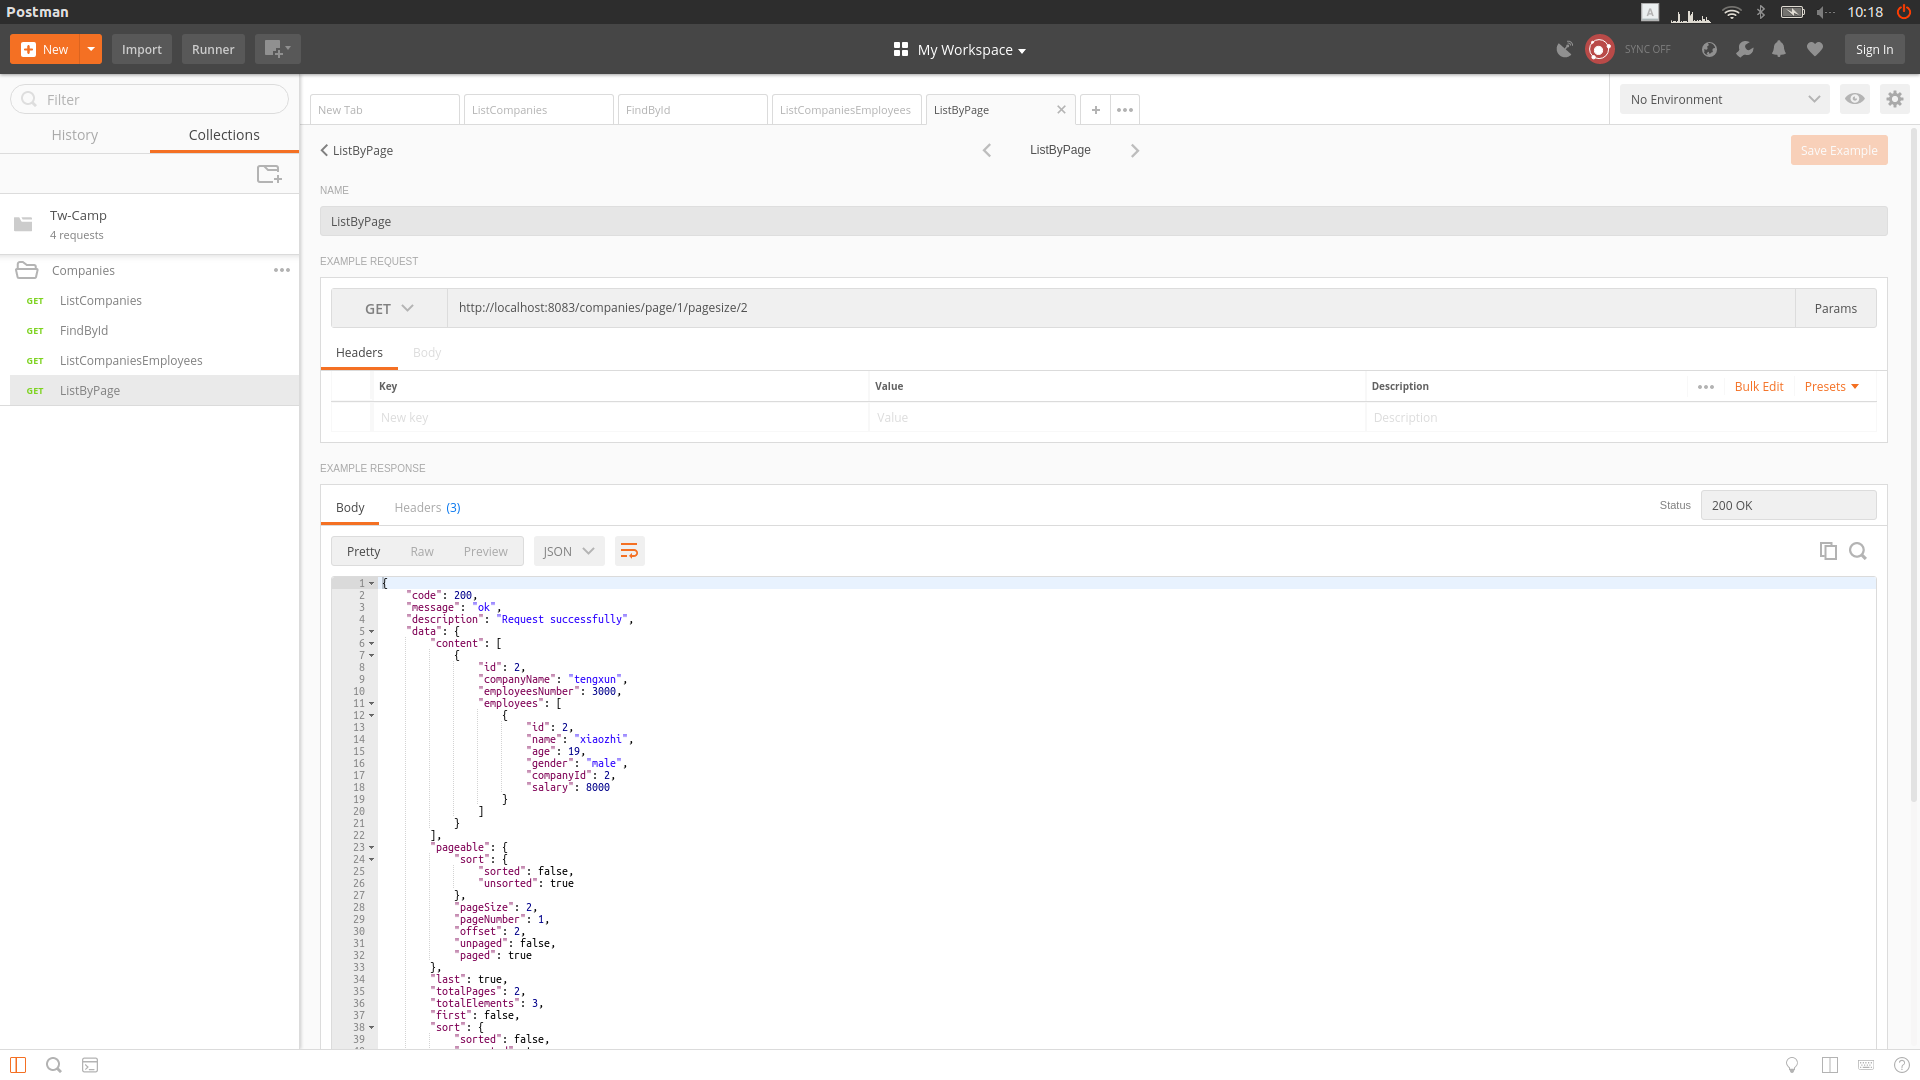 Postman
A
10:18
New
Import
Runner
My Workspace
SYNC OFF
Sign In
Filter
History
Collections
Tw-Camp
4 requests
Companies
GET ListCompanies
GET FindById
GET ListCompaniesEmployees
GET ListByPage
New Tab
ListCompanies
FindById
ListCompaniesEmployees
ListByPage
No Environment
ListByPage
ListByPage
Save Example
NAME
ListByPage
EXAMPLE REQUEST
GET
http://localhost:8083/companies/page/1/pagesize/2
Params
Headers
Body
Key
Value
Description
Bulk Edit
Presets
New key
Value
Description
EXAMPLE RESPONSE
Body
Headers (3)
Status
200 OK
Pretty
Raw
Preview
JSON
1 {
2 "code": 200,
3 "message": "ok",
4 "description": "Request successfully",
5 "data": {
6 "content": [
7 {
8 "id": 2,
9 "companyName": "tengxun",
10 "employeesNumber": 3000,
11 "employees": [
12 {
13 "id": 2,
14 "name": "xiaozhi",
15 "age": 19,
16 "gender": "male",
17 "companyId": 2,
18 "salary": 8000
19 }
20 ]
21 }
22 ],
23 "pageable": {
24 "sort": {
25 "sorted": false,
26 "unsorted": true
27 },
28 "pageSize": 2,
29 "pageNumber": 1,
30 "offset": 2,
31 "unpaged": false,
32 "paged": true
33 },
34 "last": true,
35 "totalPages": 2,
36 "totalElements": 3,
37 "first": false,
38 "sort": {
39 "sorted": false,